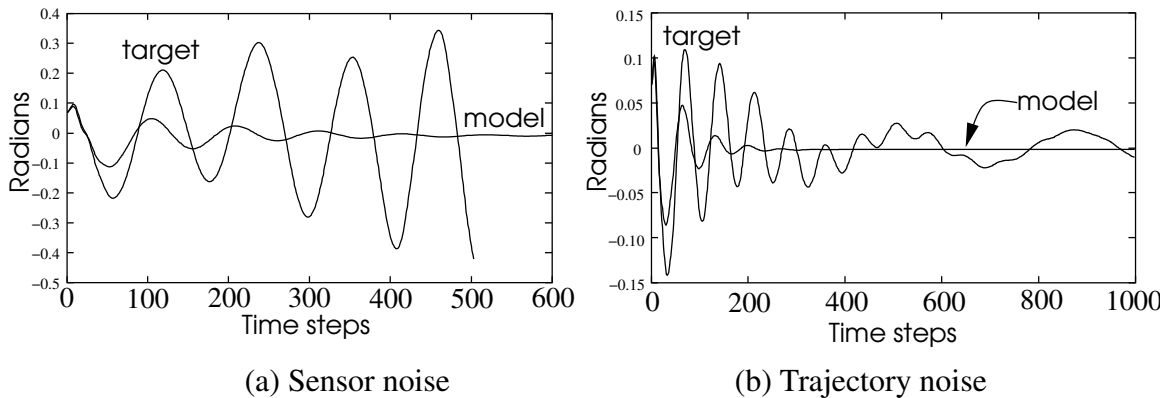 0.4
0.3
0.2
0.1
0
−0.1
−0.2
−0.3
−0.4
−0.5
Radians
target
model
0 100 200 300 400 500 600
Time steps
(a) Sensor noise
0.15
0.1
0.05
0
−0.05
−0.10
−0.15
Radians
target
model
0 200 400 600 800 1000
Time steps
(b) Trajectory noise